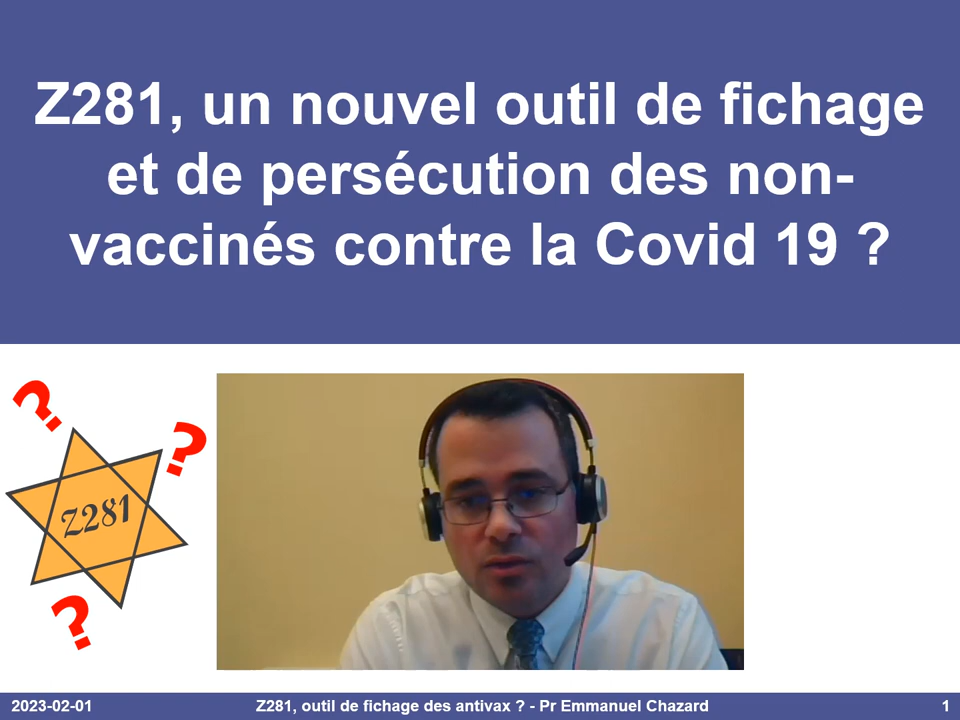 Z281, un nouvel outil de fichage
et de persécution des non-
vaccinés contre la Covid 19 ?
?
?
Z281
?
2023-02-01 Z281, outil de fichage des antivax ? - Pr Emmanuel Chazard 1